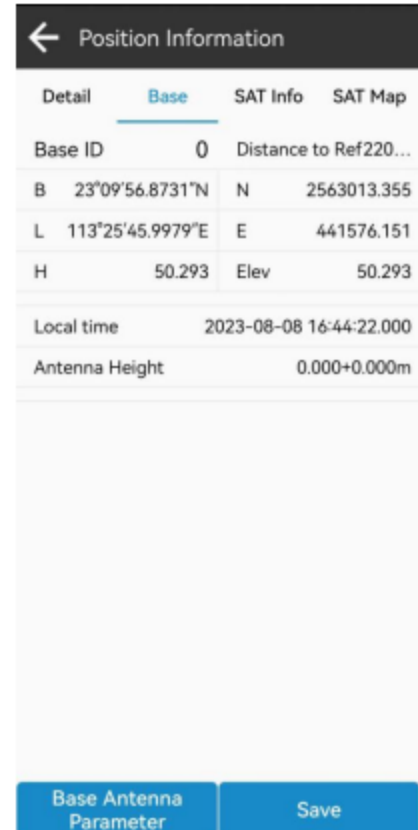 Position Information
Detail Base SAT Info SAT Map
Base ID 0 Distance to Ref220...
B 23°09'56.8731"N N 2563013.355
L 113°25'45.9979"E E 441576.151
H 50.293 Elev 50.293
Local time 2023-08-08 16:44:22.000
Antenna Height 0.000+0.000m
Base Antenna
Parameter
Save